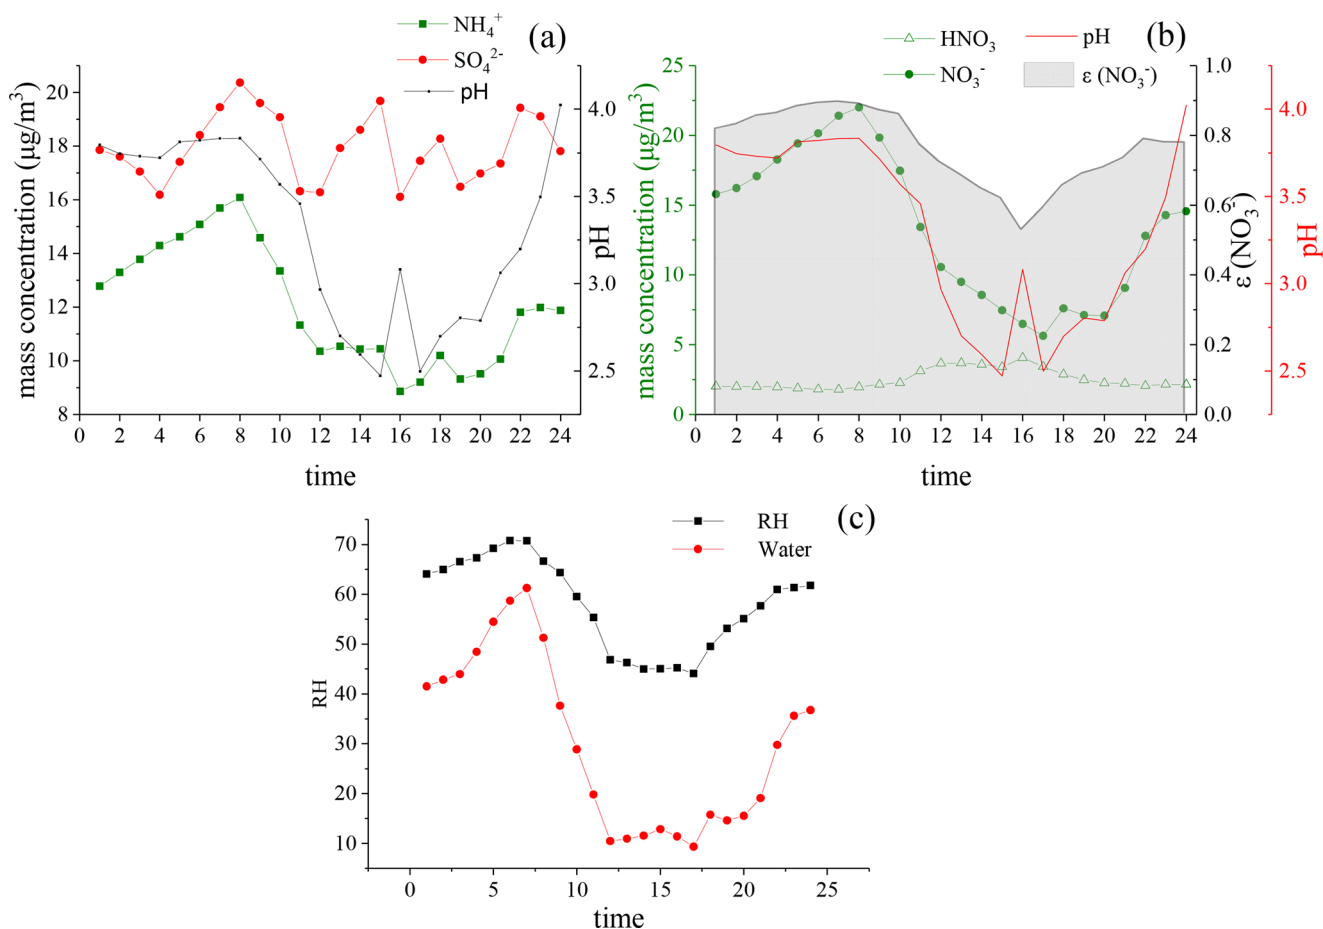 (a)
NH₄⁺
SO₄²⁻
pH
mass concentration (μg/m³)
20
18
16
14
12
10
8
4.0
3.5
3.0
2.5
pH
0 2 4 6 8 10 12 14 16 18 20 22 24
time
(b)
HNO₃
NO₃⁻
pH
ε (NO₃⁻)
mass concentration (μg/m³)
25
20
15
10
5
0
1.0
0.8
0.6
0.4
0.2
0.0
ε (NO₃⁻)
4.0
3.5
3.0
2.5
pH
0 2 4 6 8 10 12 14 16 18 20 22 24
time
(c)
RH
Water
RH
70
60
50
40
30
20
10
0 5 10 15 20 25
time